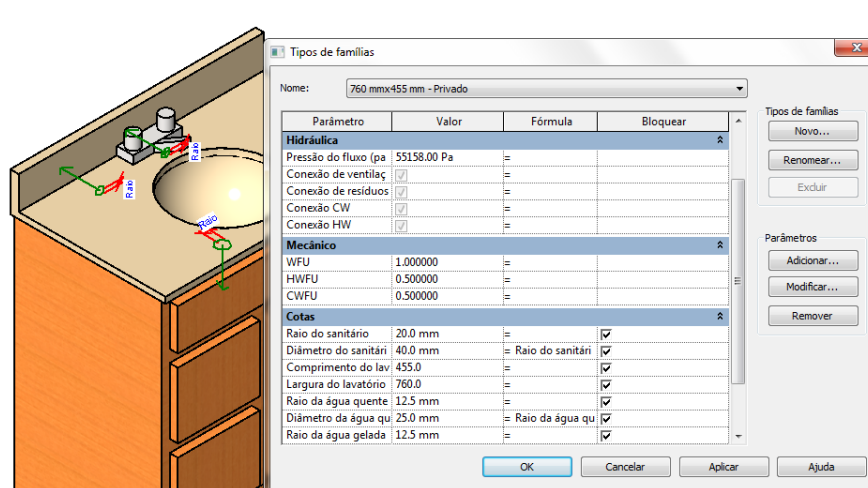 Tipos de famílias
Nome: 760 mmx455 mm - Privado
Parâmetro Valor Fórmula Bloquear
Hidráulica
Pressão do fluxo (pa 55158.00 Pa =
Conexão de ventilaç =
Conexão de resíduos =
Conexão CW =
Conexão HW =
Mecânico
WFU 1.000000 =
HWFU 0.500000 =
CWFU 0.500000 =
Cotas
Raio do sanitário 20.0 mm =
Diâmetro do sanitári 40.0 mm = Raio do sanitári
Comprimento do lav 455.0 =
Largura do lavatório 760.0 =
Raio da água quente 12.5 mm =
Diâmetro da água qu 25.0 mm = Raio da água qu
Raio da água gelada 12.5 mm =
Tipos de famílias
Novo...
Renomear...
Excluir
Parâmetros
Adicionar...
Modificar...
Remover
OK Cancelar Aplicar Ajuda
Raio
Raio
Raio